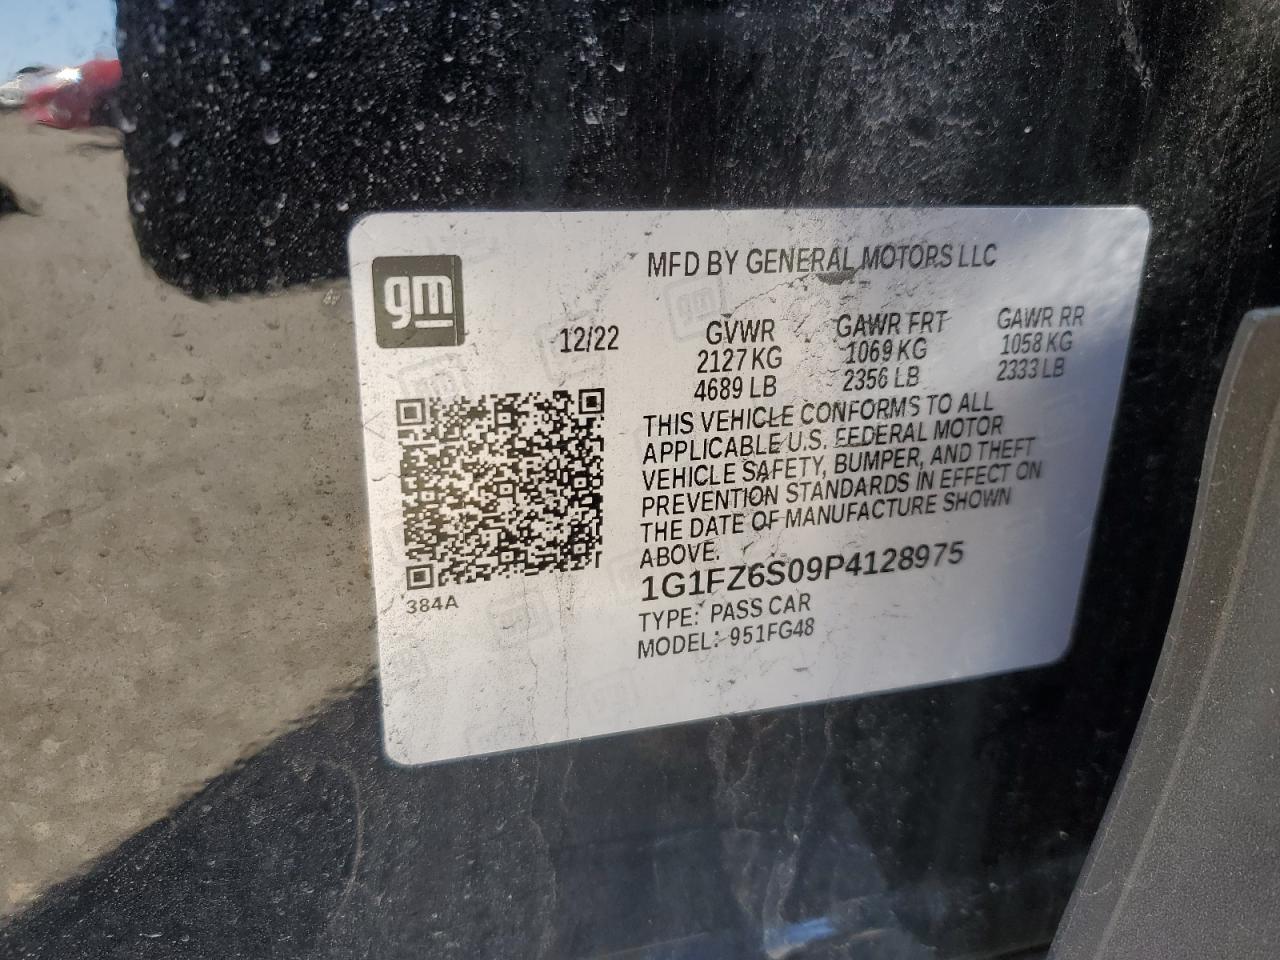 gm
MFD BY GENERAL MOTORS LLC
12/22
GVWR
2127 KG
4689 LB
GAWR FRT
1069 KG
2356 LB
GAWR RR
1058 KG
2333 LB
THIS VEHICLE CONFORMS TO ALL
APPLICABLE U.S. FEDERAL MOTOR
VEHICLE SAFETY, BUMPER, AND THEFT
PREVENTION STANDARDS IN EFFECT ON
THE DATE OF MANUFACTURE SHOWN
ABOVE.
1G1FZ6S09P4128975
TYPE: PASS CAR
MODEL: 951FG48
384A